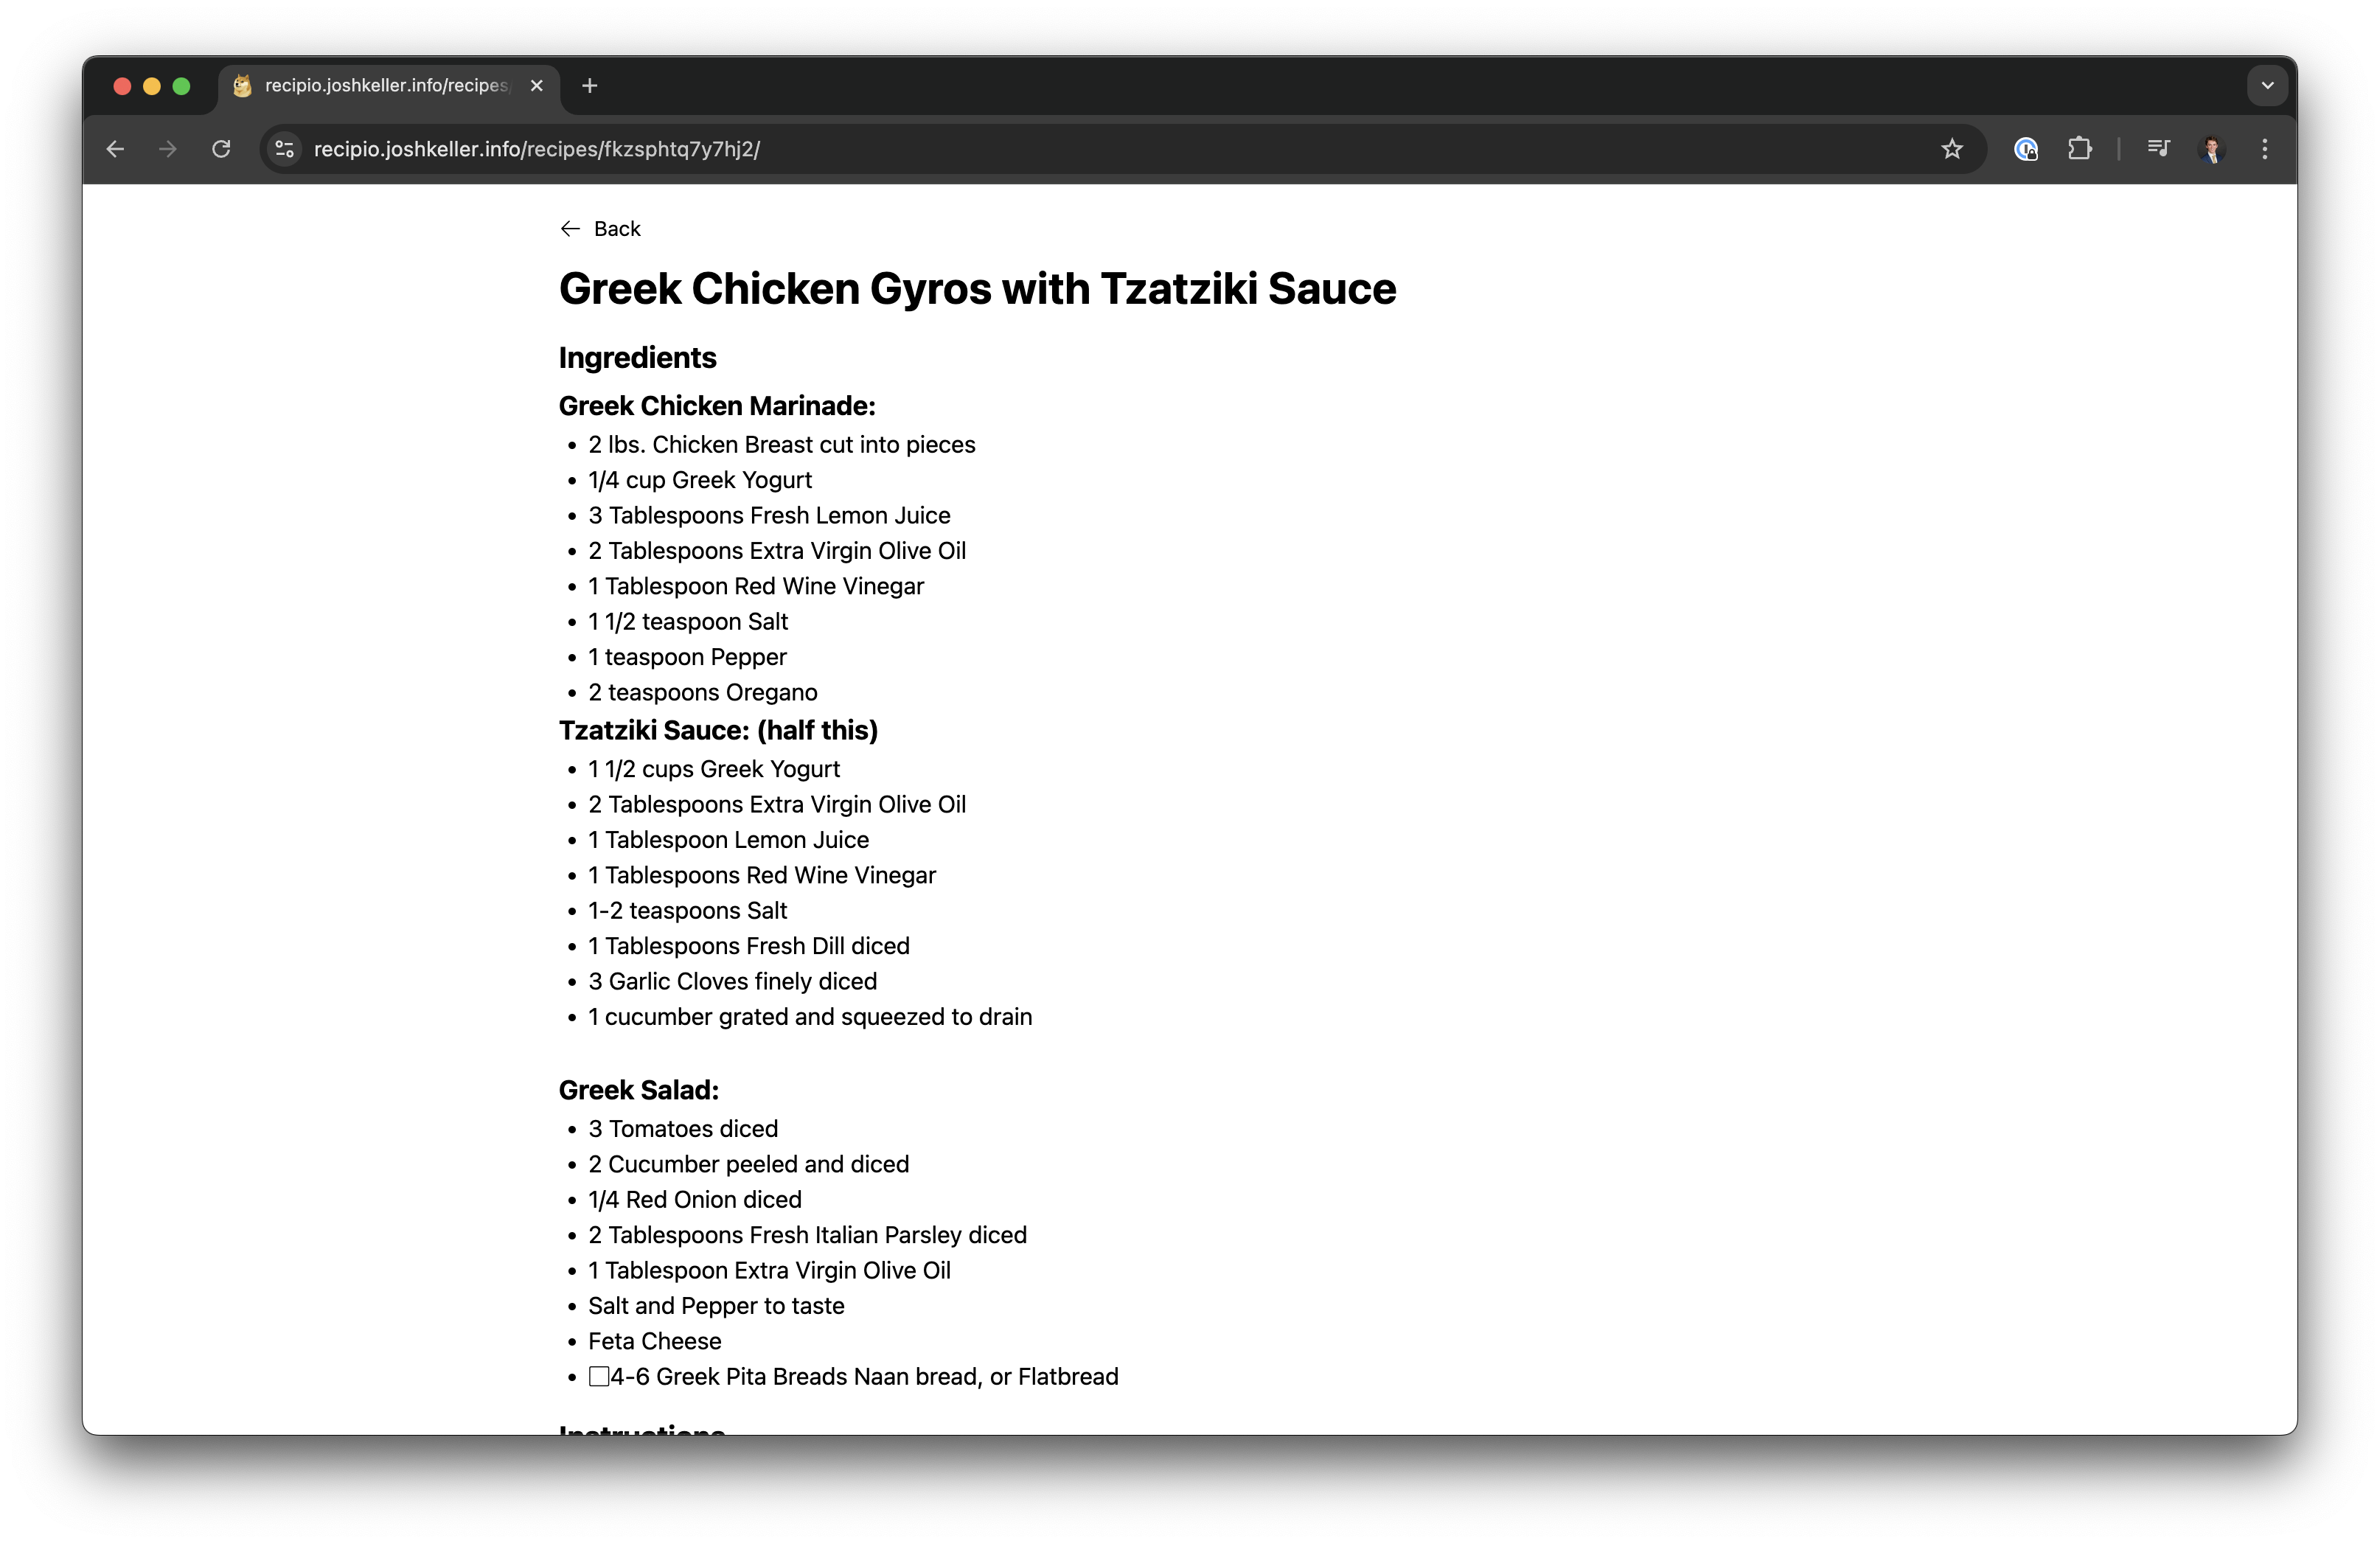 recipio.joshkeller.info/recipes/
recipio.joshkeller.info/recipes/fkzsphtq7y7hj2/
Back
Greek Chicken Gyros with Tzatziki Sauce
Ingredients
Greek Chicken Marinade:
• 2 lbs. Chicken Breast cut into pieces
• 1/4 cup Greek Yogurt
• 3 Tablespoons Fresh Lemon Juice
• 2 Tablespoons Extra Virgin Olive Oil
• 1 Tablespoon Red Wine Vinegar
• 1 1/2 teaspoon Salt
• 1 teaspoon Pepper
• 2 teaspoons Oregano
Tzatziki Sauce: (half this)
• 1 1/2 cups Greek Yogurt
• 2 Tablespoons Extra Virgin Olive Oil
• 1 Tablespoon Lemon Juice
• 1 Tablespoons Red Wine Vinegar
• 1-2 teaspoons Salt
• 1 Tablespoons Fresh Dill diced
• 3 Garlic Cloves finely diced
• 1 cucumber grated and squeezed to drain
Greek Salad:
• 3 Tomatoes diced
• 2 Cucumber peeled and diced
• 1/4 Red Onion diced
• 2 Tablespoons Fresh Italian Parsley diced
• 1 Tablespoon Extra Virgin Olive Oil
• Salt and Pepper to taste
• Feta Cheese
• ▢4-6 Greek Pita Breads Naan bread, or Flatbread
Instructions